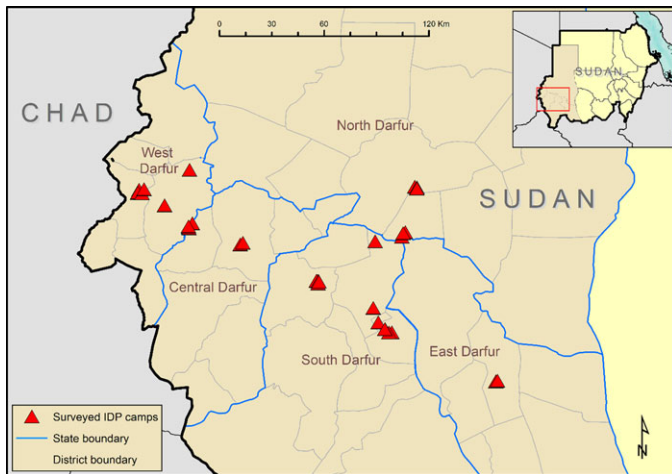 0 30 60 120 Km
SUDAN
CHAD
North Darfur
West
Darfur
SUDAN
Central Darfur
South Darfur
East Darfur
Surveyed IDP camps
State boundary
District boundary
N